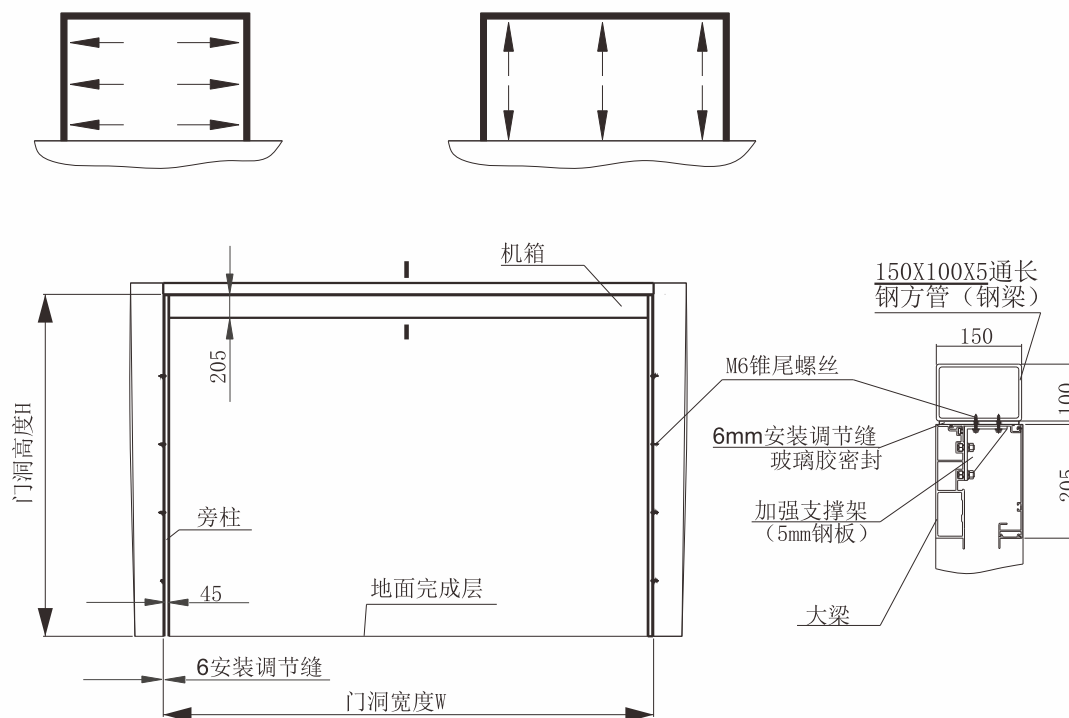 机箱
150X100X5通长
钢方管（钢梁）
150
100
205
M6锥尾螺丝
6mm安装调节缝
玻璃胶密封
205
门洞高度H
旁柱
加强支撑架
（5mm钢板）
地面完成层
45
大梁
6安装调节缝
门洞宽度W